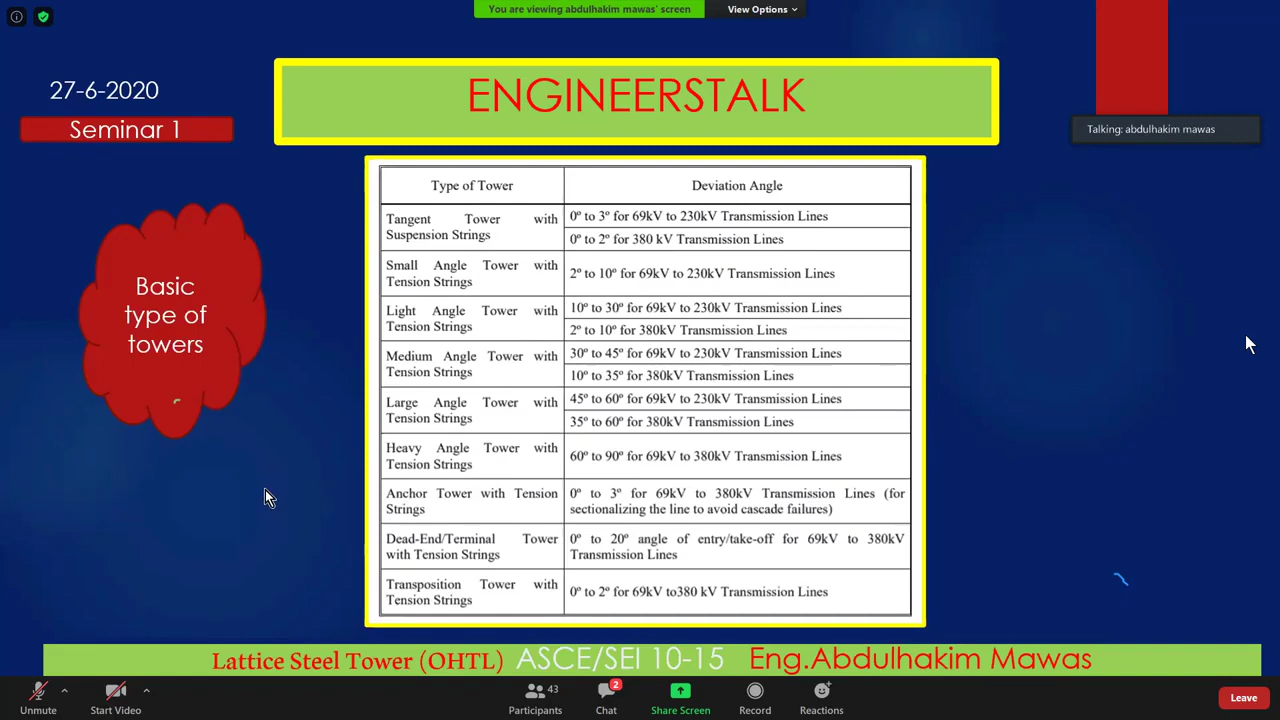 You are viewing abdulhakim mawas' screen
View Options
27-6-2020
Seminar 1
ENGINEERSTALK
Talking: abdulhakim mawas
Basic
type of
towers
Type of Tower
Deviation Angle
Tangent Tower with
Suspension Strings
0º to 3º for 69kV to 230kV Transmission Lines
0º to 2º for 380 kV Transmission Lines
Small Angle Tower with
Tension Strings
2º to 10º for 69kV to 230kV Transmission Lines
Light Angle Tower with
Tension Strings
10º to 30º for 69kV to 230kV Transmission Lines
2º to 10º for 380kV Transmission Lines
Medium Angle Tower with
Tension Strings
30º to 45º for 69kV to 230kV Transmission Lines
10º to 35º for 380kV Transmission Lines
Large Angle Tower with
Tension Strings
45º to 60º for 69kV to 230kV Transmission Lines
35º to 60º for 380kV Transmission Lines
Heavy Angle Tower with
Tension Strings
60º to 90º for 69kV to 380kV Transmission Lines
Anchor Tower with Tension
Strings
0º to 3º for 69kV to 380kV Transmission Lines (for
sectionalizing the line to avoid cascade failures)
Dead-End/Terminal Tower
with Tension Strings
0º to 20º angle of entry/take-off for 69kV to 380kV
Transmission Lines
Transposition Tower with
Tension Strings
0º to 2º for 69kV to380 kV Transmission Lines
Lattice Steel Tower (OHTL) ASCE/SEI 10-15 Eng.Abdulhakim Mawas
Unmute
Start Video
Participants
43
Chat
2
Share Screen
Record
Reactions
Leave